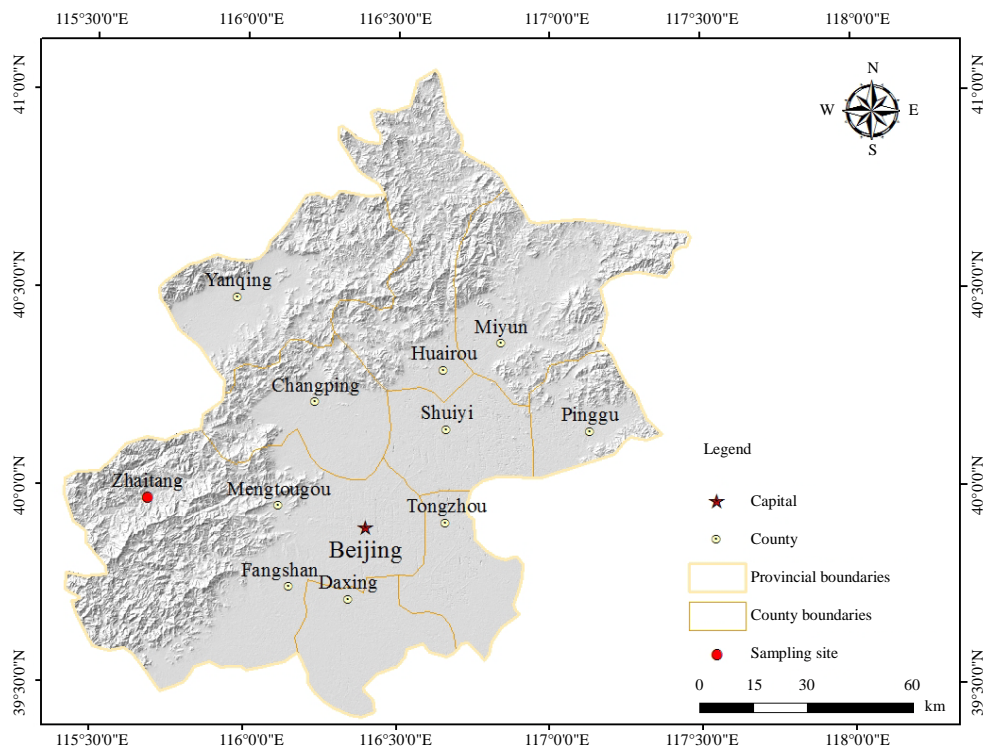 115°30'0"E 116°0'0"E 116°30'0"E 117°0'0"E 117°30'0"E 118°0'0"E
41°0'0"N
41°0'0"N
N
W E
S
Yanqing
40°30'0"N
40°30'0"N
Miyun
Huairou
Changping
Shuiyi
Pinggu
Legend
Zhaitang
Mengtougou
40°0'0"N
40°0'0"N
Capital
Tongzhou
County
Beijing
Fangshan
Daxing
Provincial boundaries
County boundaries
Sampling site
39°30'0"N
39°30'0"N
0 15 30 60
km
115°30'0"E 116°0'0"E 116°30'0"E 117°0'0"E 117°30'0"E 118°0'0"E